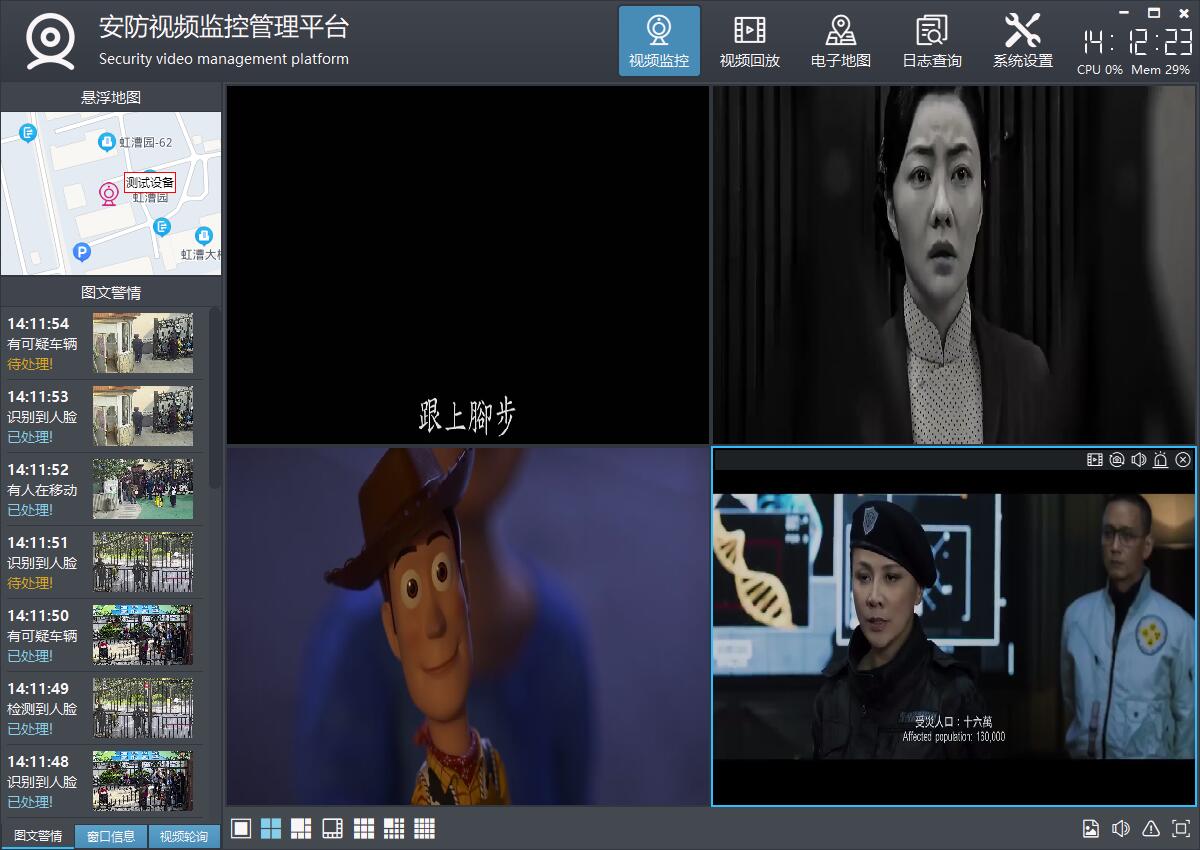 安防视频监控管理平台
Security video management platform
视频监控
视频回放
电子地图
日志查询
系统设置
14:12:23
CPU 0% Mem 29%
悬浮地图
虹漕园-62
测试设备
虹漕园
P
虹漕大楼
图文警情
14:11:54
有可疑车辆
待处理!
14:11:53
识别到人脸
已处理!
14:11:52
有人在移动
已处理!
14:11:51
识别到人脸
待处理!
14:11:50
有可疑车辆
已处理!
14:11:49
检测到人脸
已处理!
14:11:48
识别到人脸
已处理!
图文警情
窗口信息
视频轮询
跟上腳步
受災人口：十六萬
Affected population: 160,000